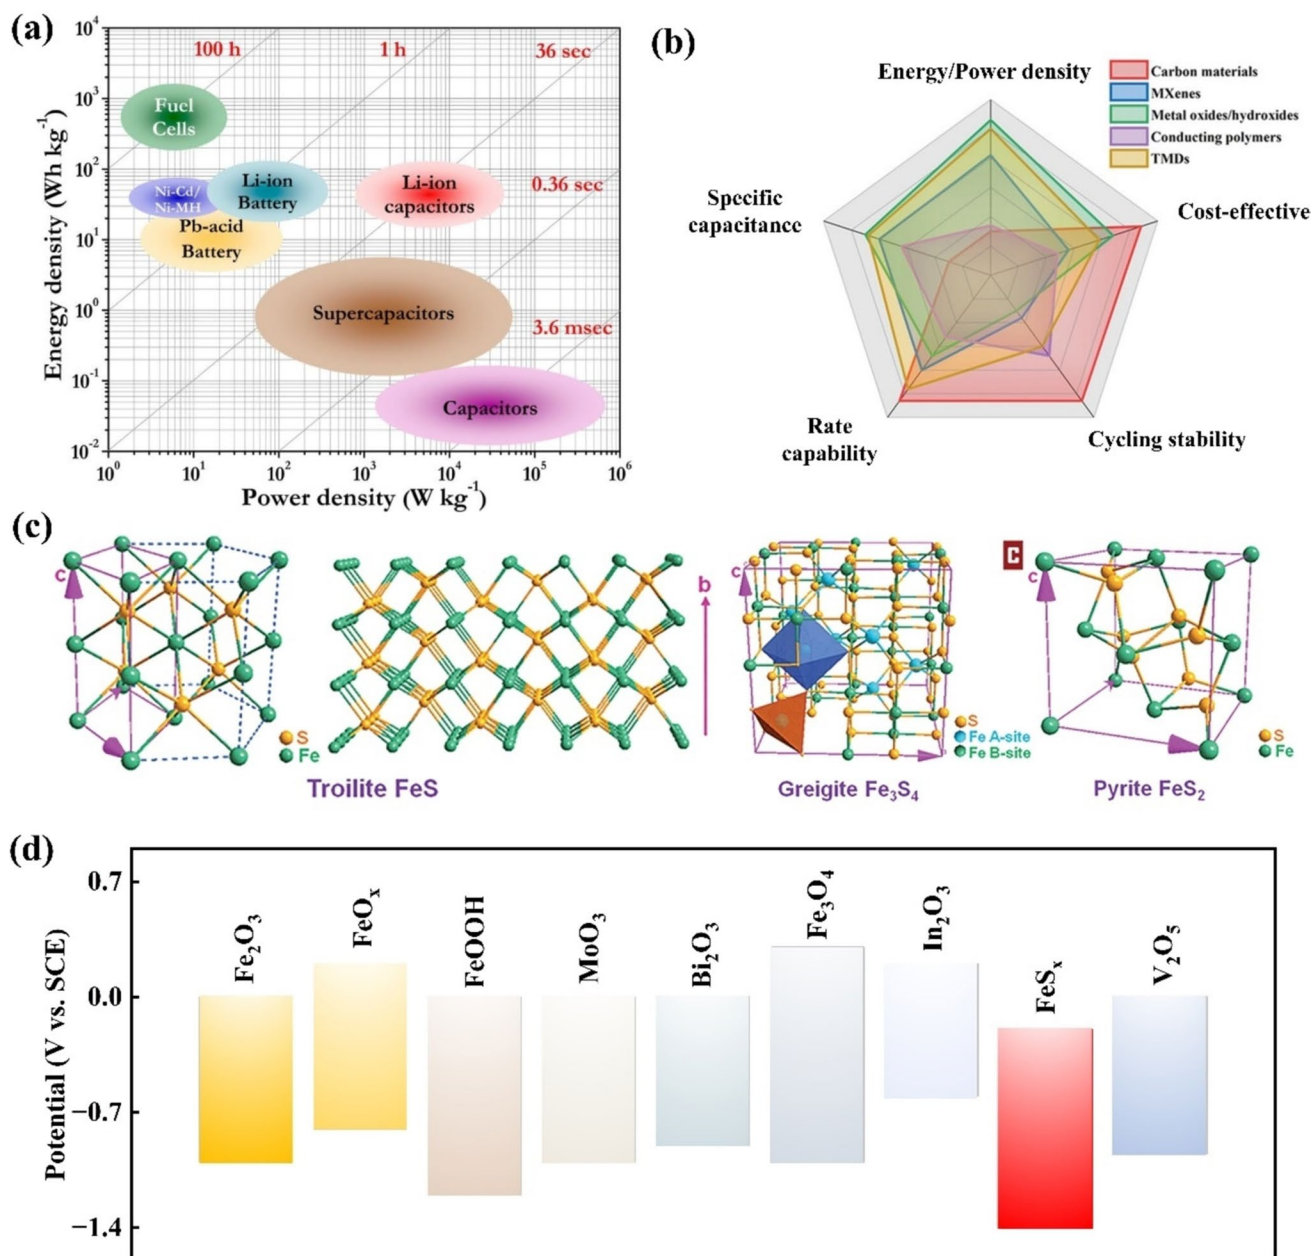 (a)
10⁴
10³
10²
10¹
10⁰
10⁻¹
10⁻²
Energy density (Wh kg⁻¹)
100 h
1 h
36 sec
0.36 sec
3.6 msec
Fuel
Cells
Ni-Cd/
Ni-MH
Li-ion
Battery
Pb-acid
Battery
Li-ion
capacitors
Supercapacitors
Capacitors
10⁰ 10¹ 10² 10³ 10⁴ 10⁵ 10⁶
Power density (W kg⁻¹)
(b)
Energy/Power density
Carbon materials
MXenes
Metal oxides/hydroxides
Conducting polymers
TMDs
Specific
capacitance
Cost-effective
Rate
capability
Cycling stability
(c)
c
S
Fe
b
Troilite FeS
c
S
Fe A-site
Fe B-site
Greigite Fe₃S₄
C
c
S
Fe
Pyrite FeS₂
(d)
Potential (V vs. SCE)
0.7
0.0
−0.7
−1.4
Fe₂O₃
FeOₓ
FeOOH
MoO₃
Bi₂O₃
Fe₃O₄
In₂O₃
FeSₓ
V₂O₅